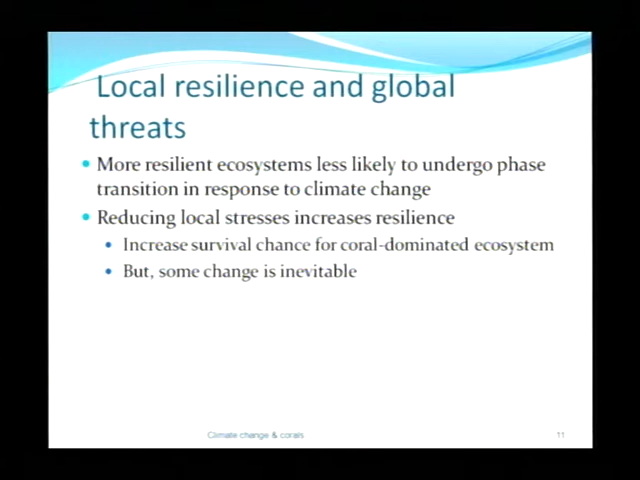 Local resilience and global
threats
• More resilient ecosystems less likely to undergo phase
transition in response to climate change
• Reducing local stresses increases resilience
• Increase survival chance for coral-dominated ecosystem
• But, some change is inevitable
Climate change & corals
11